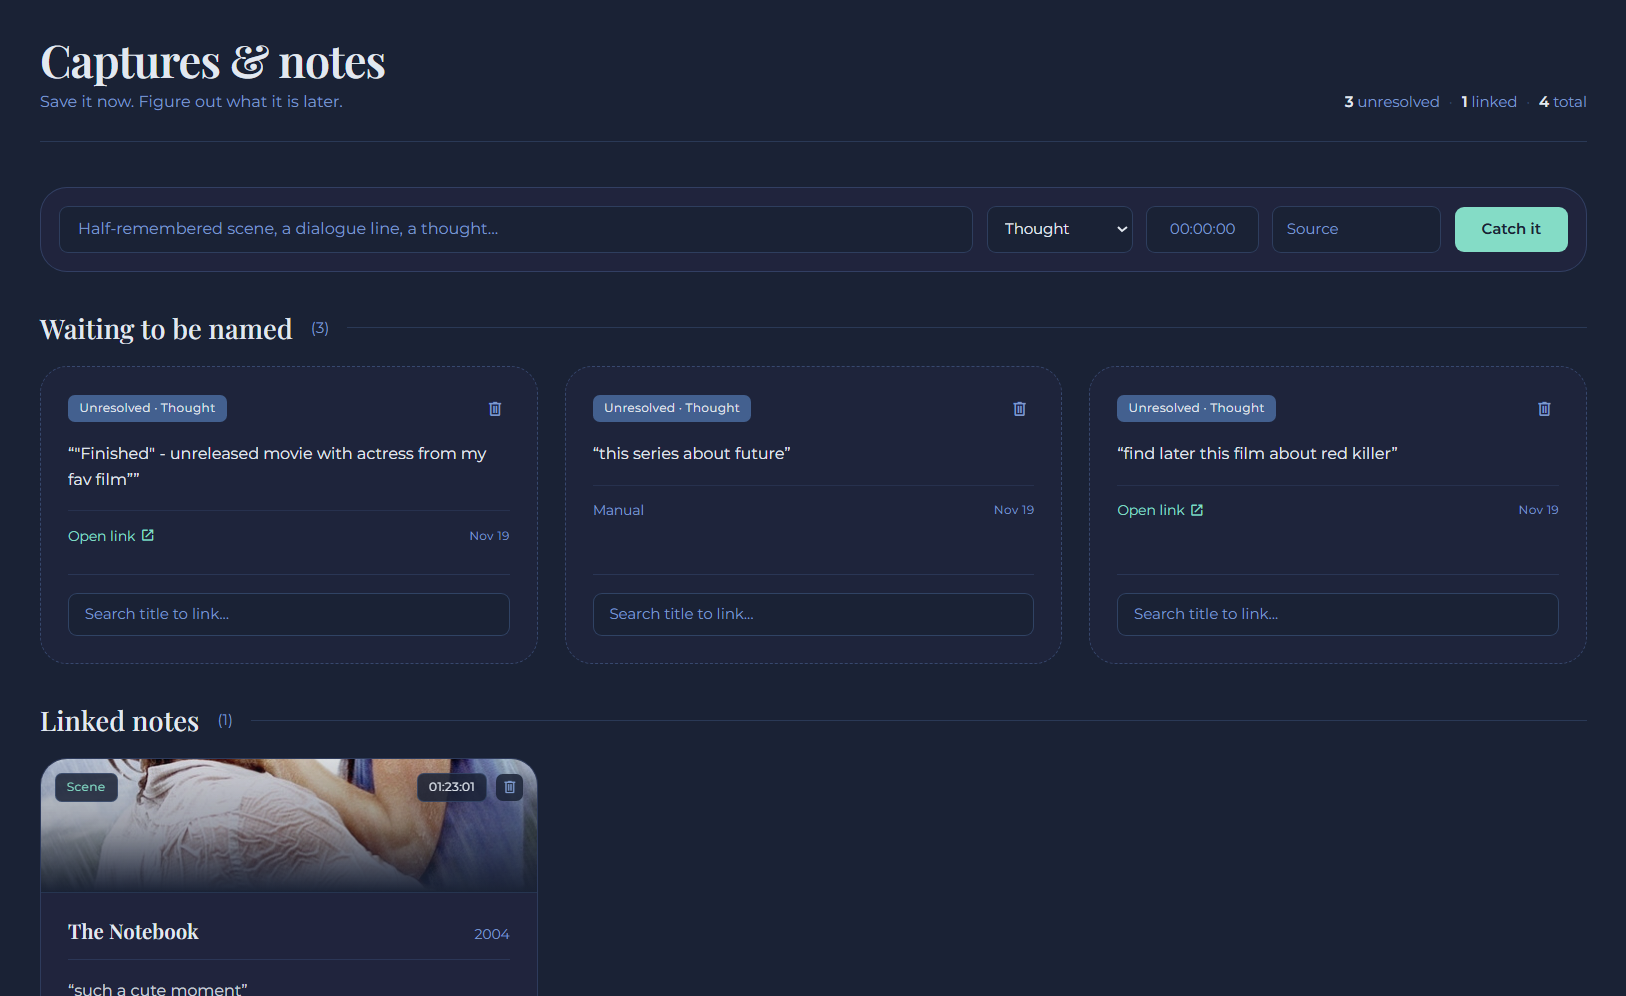 Captures & notes
Save it now. Figure out what it is later.
3 unresolved · 1 linked · 4 total
Half-remembered scene, a dialogue line, a thought...
Thought
00:00:00
Source
Catch it
Waiting to be named (3)
Unresolved · Thought
“"Finished" - unreleased movie with actress from my
fav film"”
Open link
Nov 19
Search title to link...
Unresolved · Thought
“this series about future”
Manual
Nov 19
Search title to link...
Unresolved · Thought
“find later this film about red killer”
Open link
Nov 19
Search title to link...
Linked notes (1)
Scene
01:23:01
The Notebook
2004
“such a cute moment”